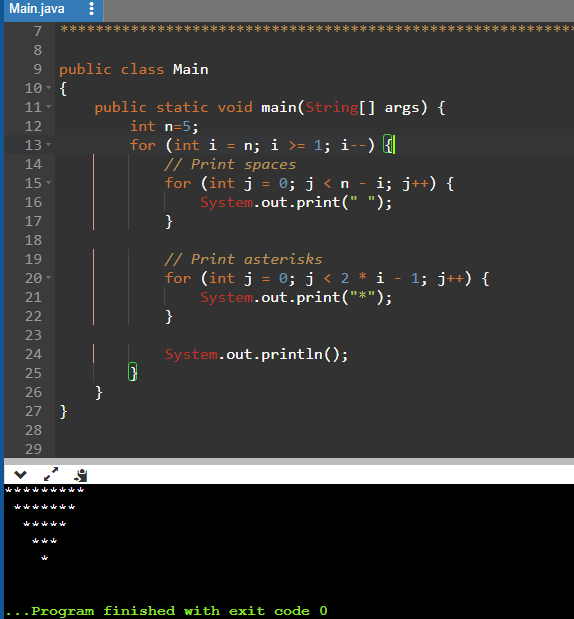 Main.java
7 **********************************************************
8
9 public class Main
10 {
11     public static void main(String[] args) {
12         int n=5;
13         for (int i = n; i >= 1; i--) {
14             // Print spaces
15             for (int j = 0; j < n - i; j++) {
16                 System.out.print(" ");
17             }
18
19             // Print asterisks
20             for (int j = 0; j < 2 * i - 1; j++) {
21                 System.out.print("*");
22             }
23
24             System.out.println();
25         }
26     }
27 }
28
29
*********
 *******
  *****
   ***
    *
...Program finished with exit code 0